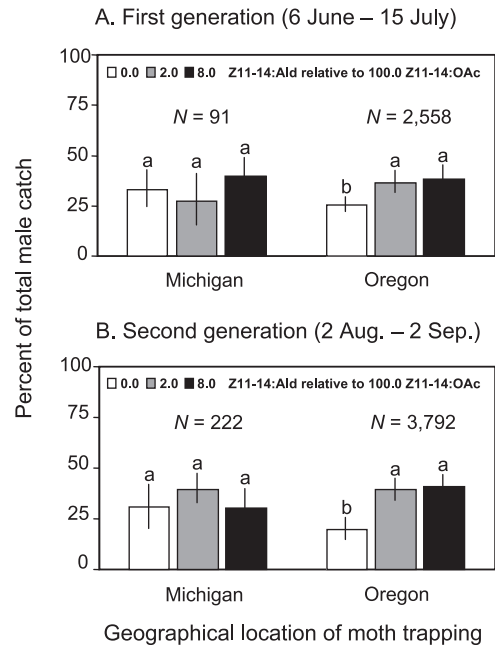 A. First generation (6 June – 15 July)
100
0.0 2.0 8.0 Z11-14:Ald relative to 100.0 Z11-14:OAc
N = 91 N = 2,558
75
50
a a a b a a
25
0
Michigan Oregon
B. Second generation (2 Aug. – 2 Sep.)
100
0.0 2.0 8.0 Z11-14:Ald relative to 100.0 Z11-14:OAc
N = 222 N = 3,792
75
50
a a a b a a
25
0
Michigan Oregon
Percent of total male catch
Geographical location of moth trapping